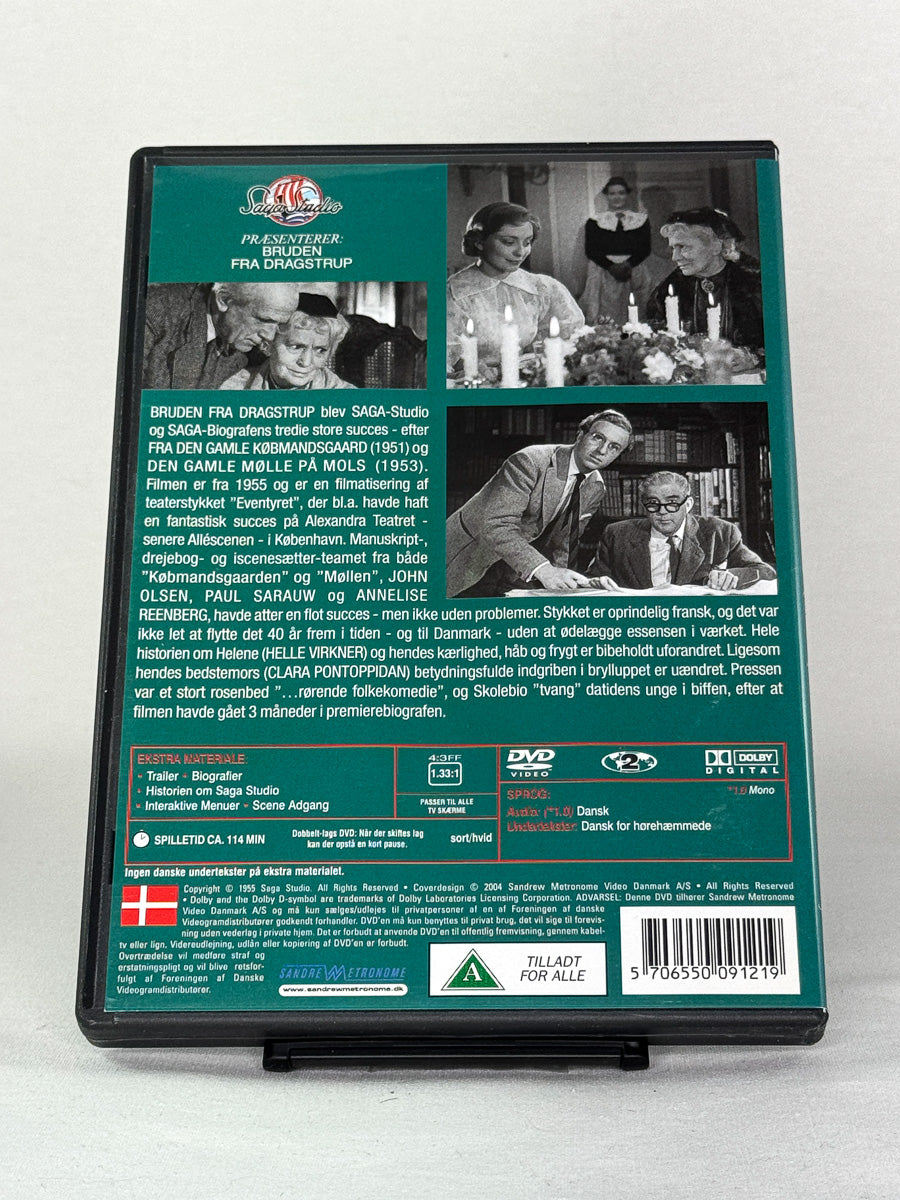 Saga Studio
PRÆSENTERER:
BRUDEN
FRA DRAGSTRUP
BRUDEN FRA DRAGSTRUP blev SAGA-Studio
og SAGA-Biografens tredie store succes - efter
FRA DEN GAMLE KØBMANDSGAARD (1951) og
DEN GAMLE MØLLE PÅ MOLS (1953).
Filmen er fra 1955 og er en filmatisering af
teaterstykket "Eventyret", der bl.a. havde haft
en fantastisk succes på Alexandra Teatret -
senere Alléscenen - i København. Manuskript-,
drejebog- og iscenesætter-teamet fra både
"Købmandsgaarden" og "Møllen", JOHN
OLSEN, PAUL SARAUW og ANNELISE
REENBERG, havde atter en flot succes - men ikke uden problemer. Stykket er oprindelig fransk, og det var
ikke let at flytte det 40 år frem i tiden - og til Danmark - uden at ødelægge essensen i værket. Hele
historien om Helene (HELLE VIRKNER) og hendes kærlighed, håb og frygt er bibeholdt uforandret. Ligesom
hendes bedstemors (CLARA PONTOPPIDAN) betydningsfulde indgriben i brylluppet er uændret. Pressen
var et stort rosenbed "...rørende folkekomedie", og Skolebio "tvang" datidens unge i biffen, efter at
filmen havde gået 3 måneder i premierebiografen.
EKSTRA MATERIALE:
Trailer Biografier
Historien om Saga Studio
Interaktive Menuer Scene Adgang
4:3FF
1.33:1
PASSER TIL ALLE
TV SKÆRME
SPILLETID CA. 114 MIN
Dobbelt-lags DVD: Når der skiftes lag
kan der opstå en kort pause.
sort/hvid
DVD
VIDEO
2
DOLBY
DIGITAL
SPROG:
*1.0 Mono
Audio: (*1.0) Dansk
Undertekster: Dansk for hørehæmmede
Ingen danske undertekster på ekstra materialet.
Copyright © 1955 Saga Studio. All Rights Reserved • Coverdesign © 2004 Sandrew Metronome Video Danmark A/S • All Rights Reserved
• Dolby and the Dolby D-symbol are trademarks of Dolby Laboratories Licensing Corporation. ADVARSEL: Denne DVD tilhører Sandrew Metronome
Video Danmark A/S og må kun sælges/udlejes til privatpersoner af en af Foreningen af danske
Videogramdistributører godkendt forhandler. DVD'en må kun benyttes til privat brug, det vil sige til forevis-
ning uden vederlag i private hjem. Det er forbudt at anvende DVD'en til offentlig fremvisning, gennem kabel-
tv eller lign. Videreudlejning, udlån eller kopiering af DVD'en er forbudt.
Overtrædelse vil medføre straf og
erstatningspligt og vil blive retsfor-
fulgt af Foreningen af Danske
Videogramdistributører.
SANDREW METRONOME
www.sandrewmetronome.dk
A
TILLADT
FOR ALLE
5 706550 091219